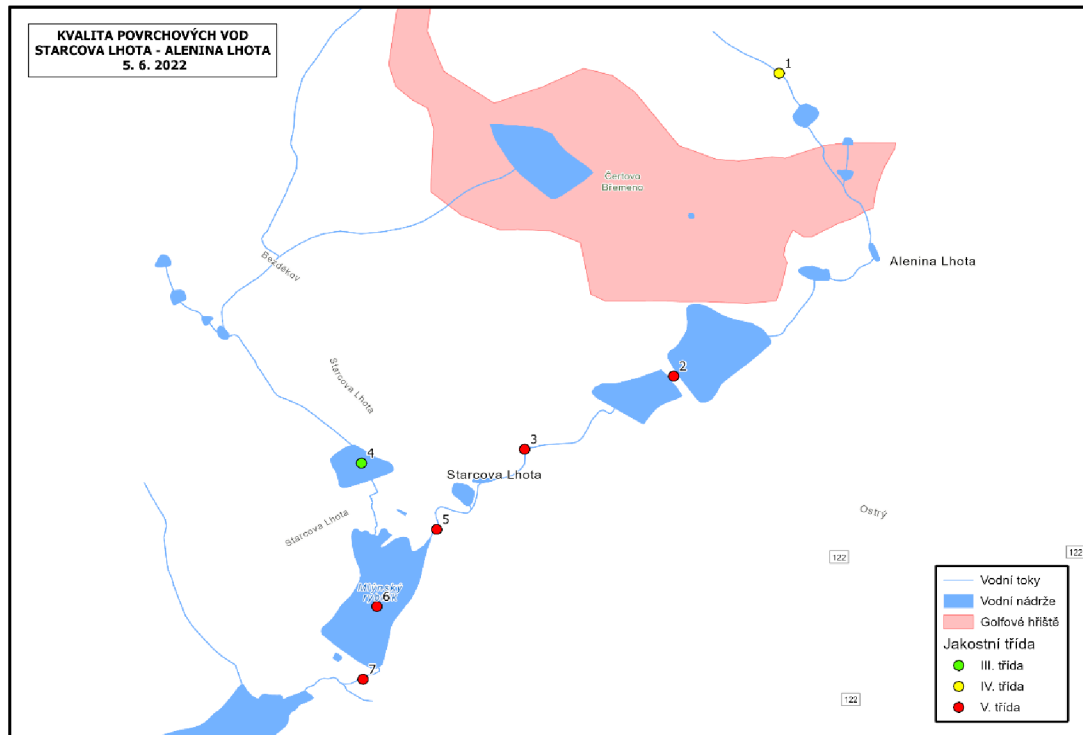 KVALITA POVRCHOVÝCH VOD
STARCOVA LHOTA - ALENINA LHOTA
5. 6. 2022
1
Čertovo
Břemeno
Alenina Lhota
Bezděkov
Starcova Lhota
2
3
4
Starcova Lhota
Starcova Lhota
5
Ostrý
122
122
Mlýnský
6
7
122
Vodní toky
Vodní nádrže
Golfové hřiště
Jakostní třída
III. třída
IV. třída
V. třída